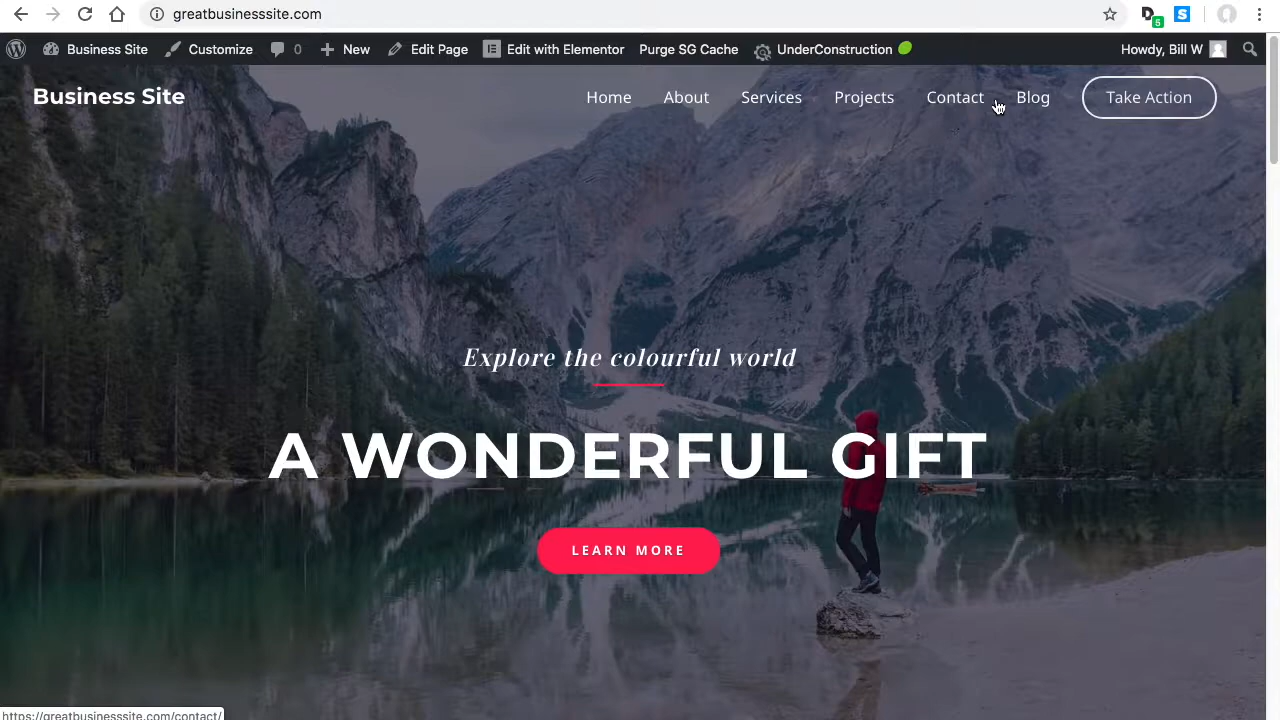 greatbusinesssite.com
5
Business Site Customize 0 New Edit Page Edit with Elementor Purge SG Cache UnderConstruction Howdy, Bill W
Business Site Home About Services Projects Contact Blog Take Action
Explore the colourful world
A WONDERFUL GIFT
LEARN MORE
https://greatbusinesssite.com/contact/